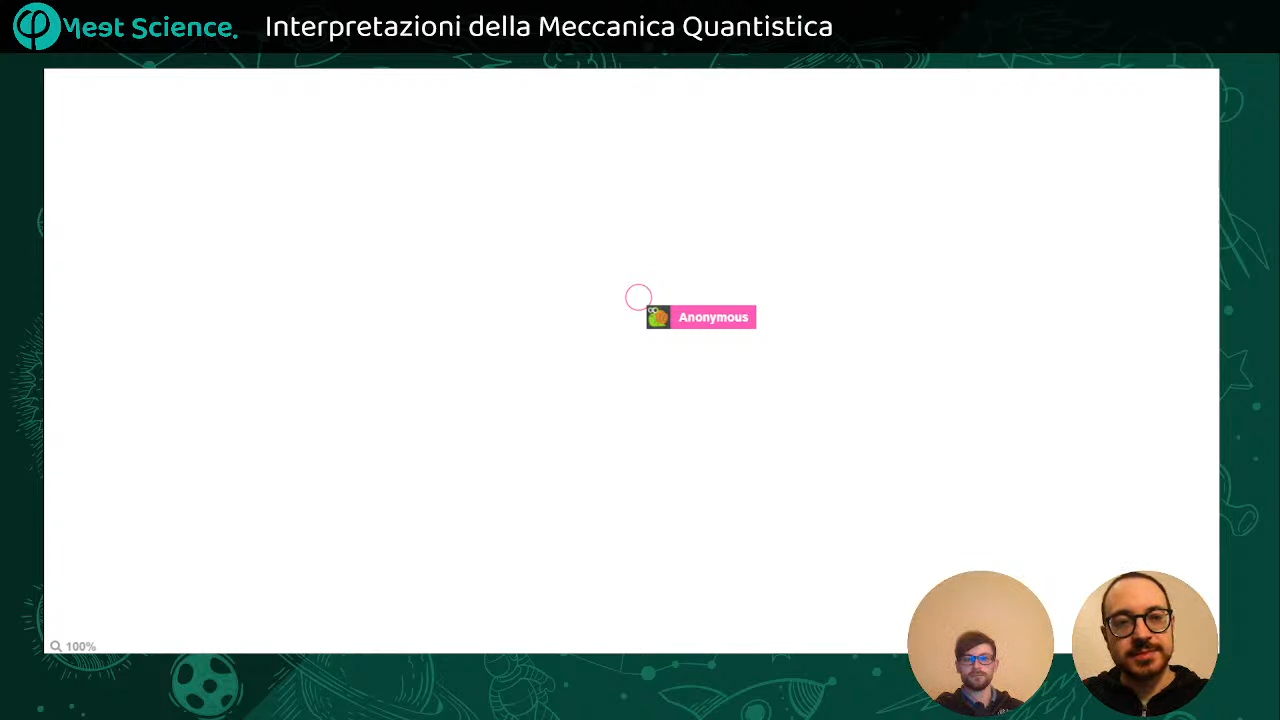 Meet Science.
Interpretazioni della Meccanica Quantistica
Anonymous
100%